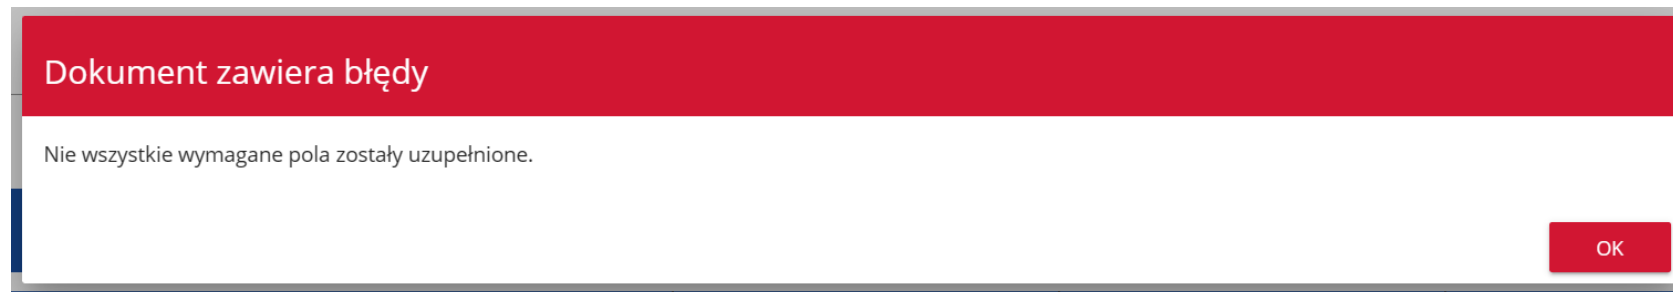 Dokument zawiera błędy
Nie wszystkie wymagane pola zostały uzupełnione.
OK